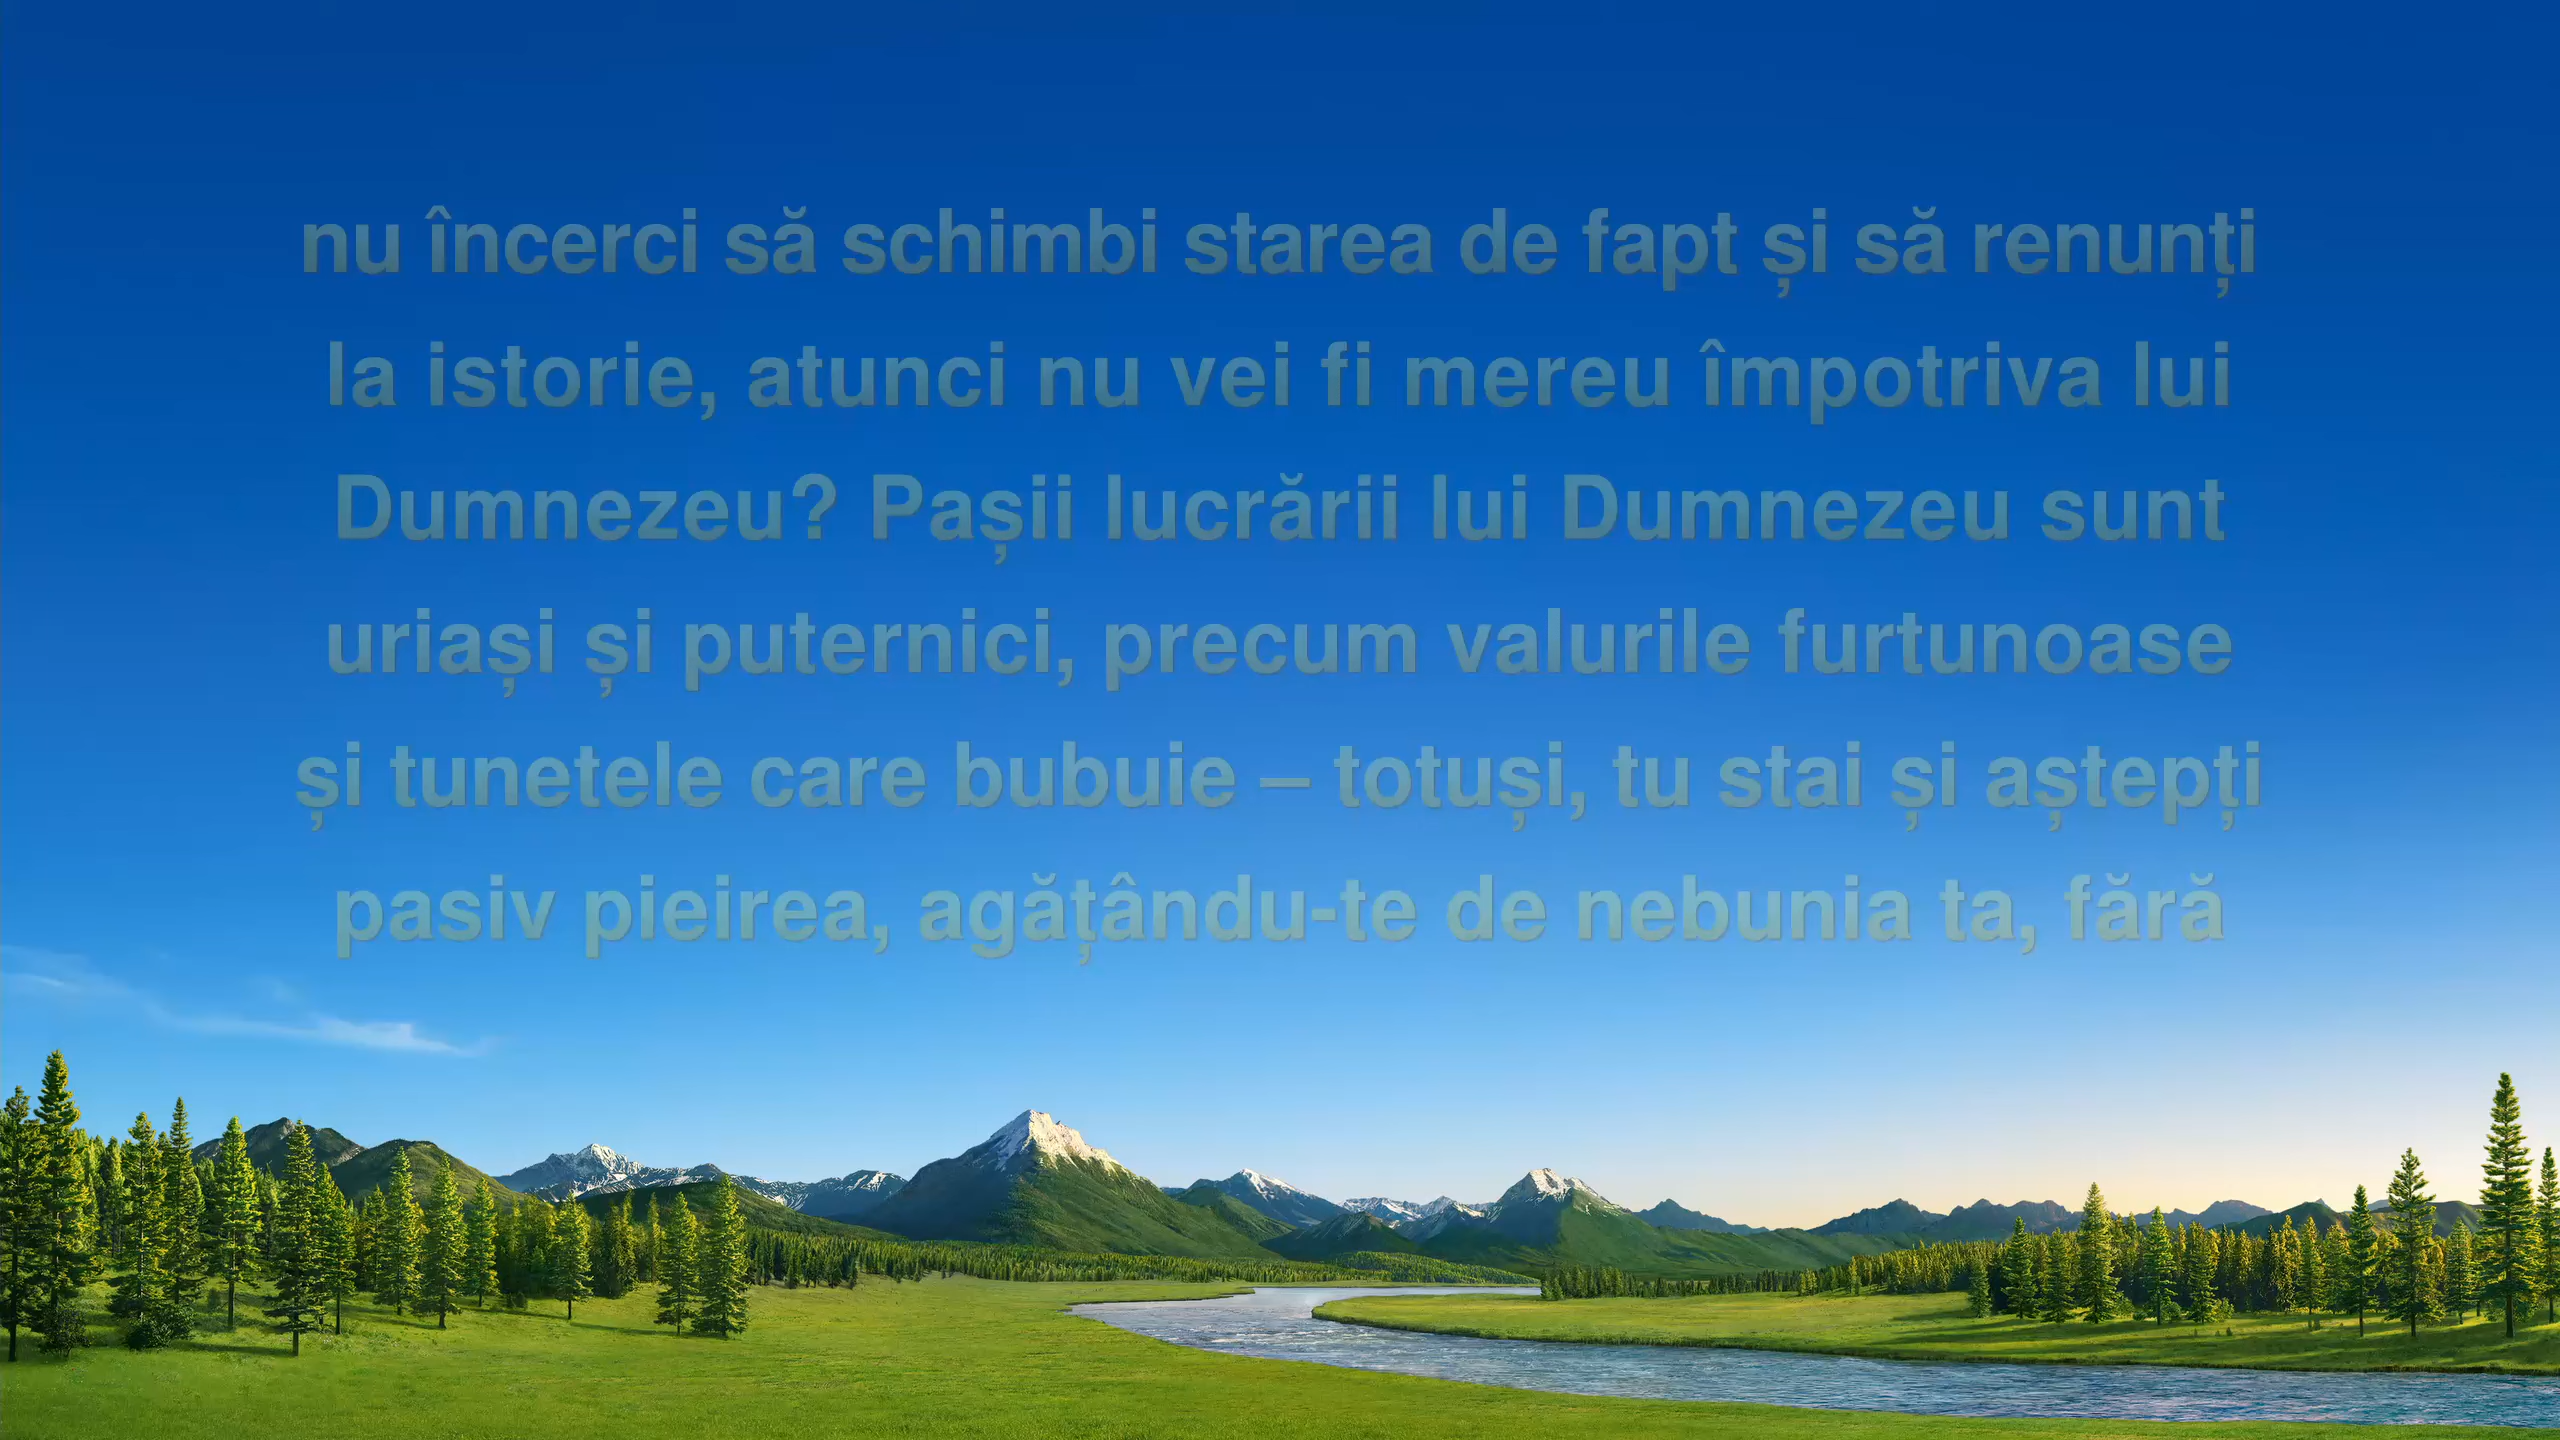 nu încerci să schimbi starea de fapt și să renunți
la istorie, atunci nu vei fi mereu împotriva lui
Dumnezeu? Pașii lucrării lui Dumnezeu sunt
uriași și puternici, precum valurile furtunoase
și tunetele care bubuie – totuși, tu stai și aștepți
pasiv pieirea, agățându-te de nebunia ta, fără